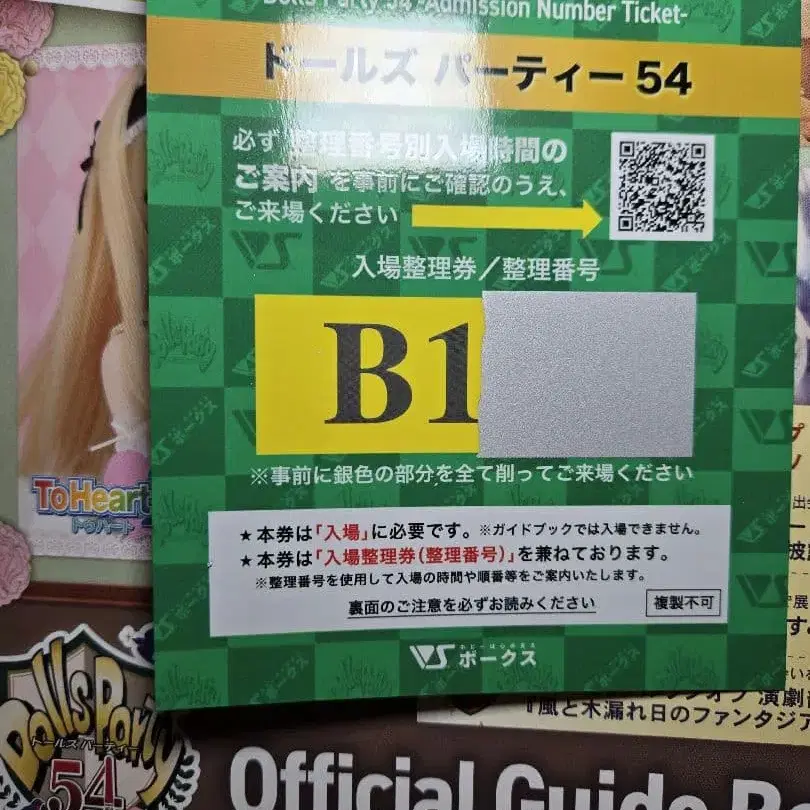 Dolls Party 54 -Admission Number Ticket-
ドールズ パーティー 54
必ず 整理番号別入場時間の
ご案内 を事前にご確認のうえ、
ご来場ください
入場整理券／整理番号
B1
※事前に銀色の部分を全て削ってご来場ください
★本券は「入場」に必要です。※ガイドブックでは入場できません。
★本券は「入場整理券(整理番号)」を兼ねております。
※整理番号を使用して入場の時間や順番等をご案内いたします。
裏面のご注意を必ずお読みください
複製不可
VS ボークス
ToHeart
トゥハート
Dolls Party
ドールズ パーティー
54
演劇
『風と木漏れ日のファンタジア
Official Guide B